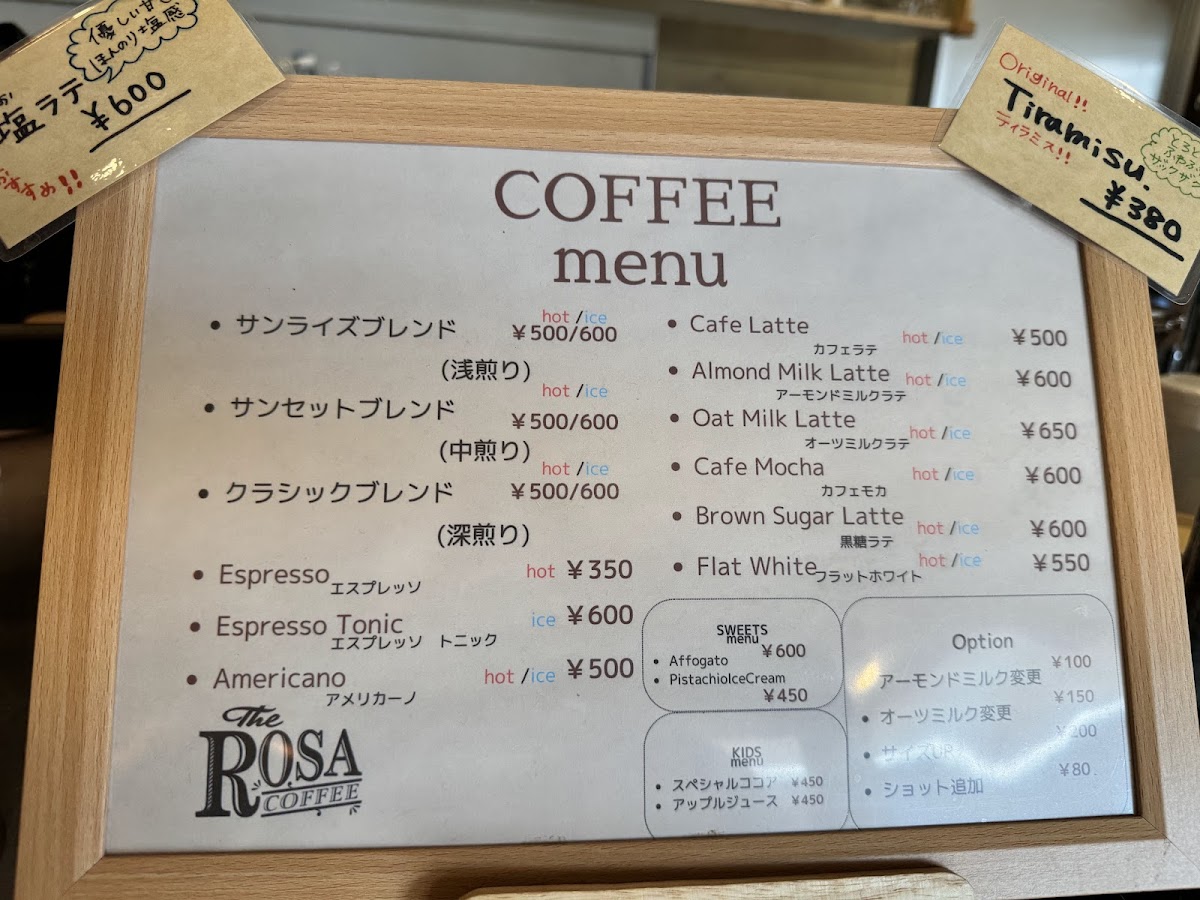 優しい甘さ
ほんのり塩感
塩ラテ
¥600
おすすめ!!
Original!!
Tiramisu.
ティラミス!!
¥380
COFFEE
menu
• サンライズブレンド hot /ice ¥500/600
(浅煎り)
• サンセットブレンド hot /ice ¥500/600
(中煎り)
• クラシックブレンド hot /ice ¥500/600
(深煎り)
• Espresso hot ¥350
エスプレッソ
• Espresso Tonic ice ¥600
エスプレッソ トニック
• Americano hot /ice ¥500
アメリカーノ
• Cafe Latte hot /ice ¥500
カフェラテ
• Almond Milk Latte hot /ice ¥600
アーモンドミルクラテ
• Oat Milk Latte hot /ice ¥650
オーツミルクラテ
• Cafe Mocha hot /ice ¥600
カフェモカ
• Brown Sugar Latte hot /ice ¥600
黒糖ラテ
• Flat White hot /ice ¥550
フラットホワイト
SWEETS
menu
• Affogato ¥600
• PistachioIceCream
¥450
KIDS
menu
• スペシャルココア ¥450
• アップルジュース ¥450
Option
アーモンドミルク変更 ¥100
• オーツミルク変更 ¥150
• サイズUP ¥200
• ショット追加 ¥80
The
ROSA
COFFEE